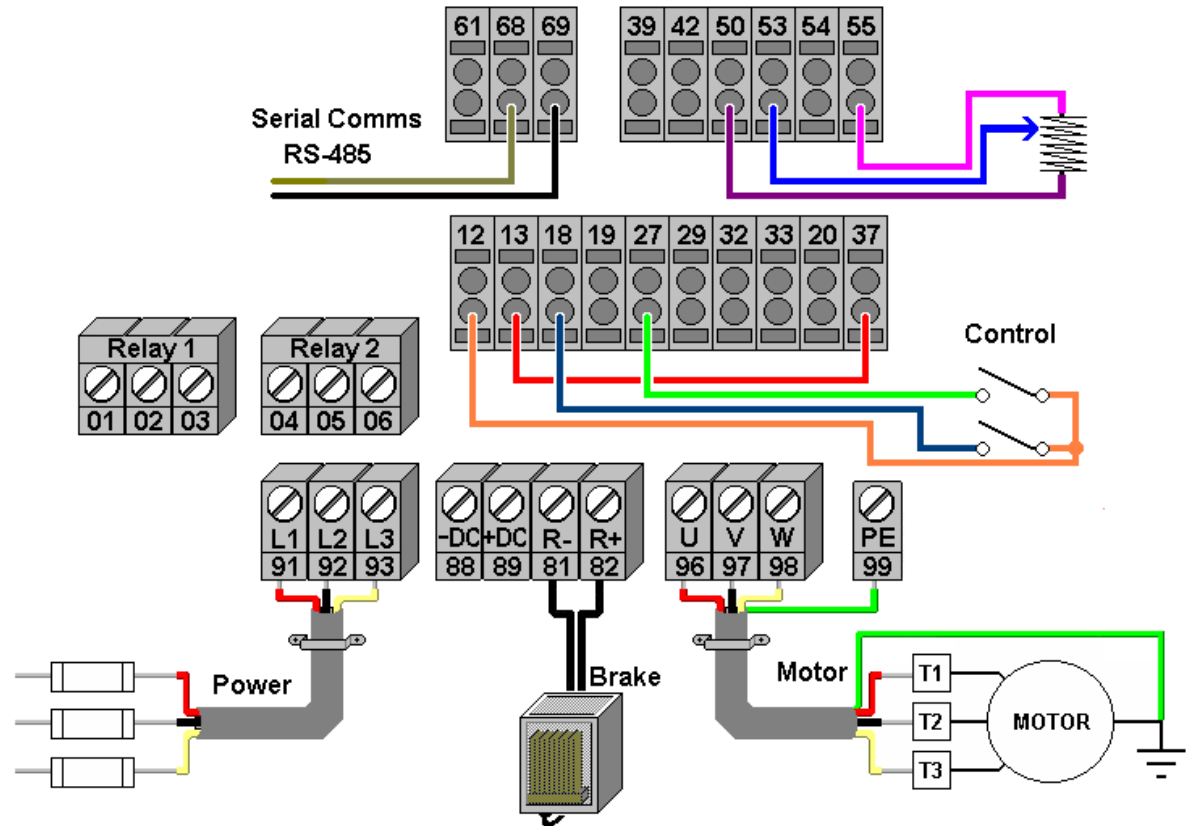 61 68 69
39 42 50 53 54 55
Serial Comms
RS-485
12 13 18 19 27 29 32 33 20 37
Control
Relay 1
01 02 03
Relay 2
04 05 06
L1 L2 L3
91 92 93
-DC +DC R- R+
88 89 81 82
U V W
96 97 98
PE
99
Power
Brake
Motor
T1
T2
T3
MOTOR